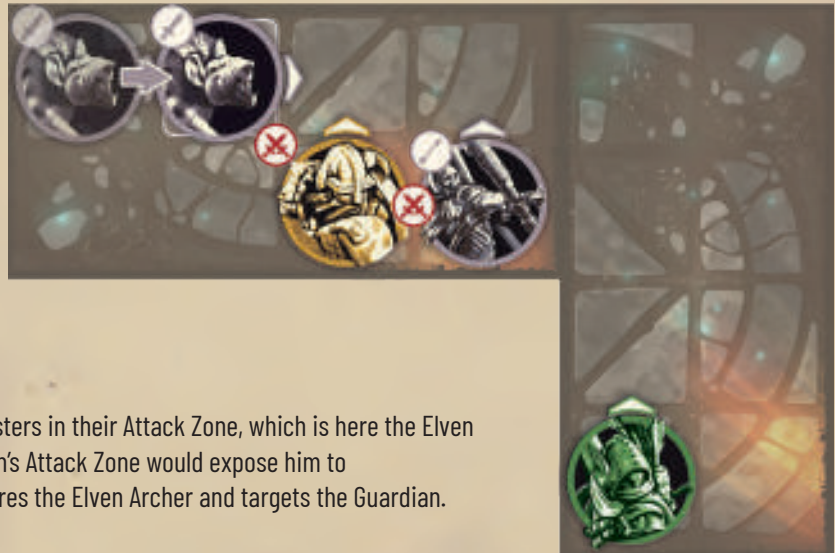 sters in their Attack Zone, which is here the Elven
n's Attack Zone would expose him to
res the Elven Archer and targets the Guardian.